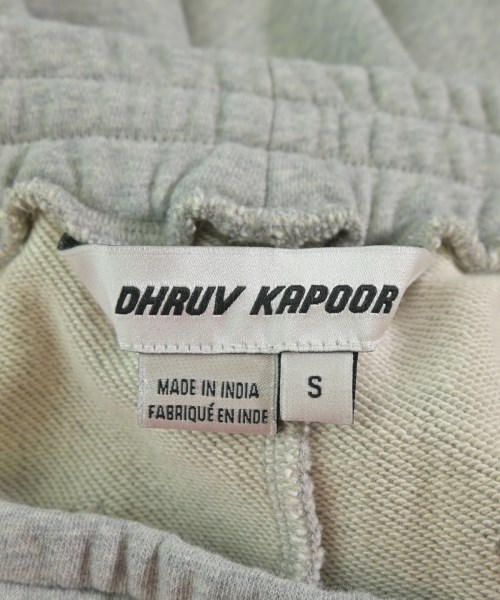 DHRUV KAPOOR
MADE IN INDIA
FABRIQUÉ EN INDE
S